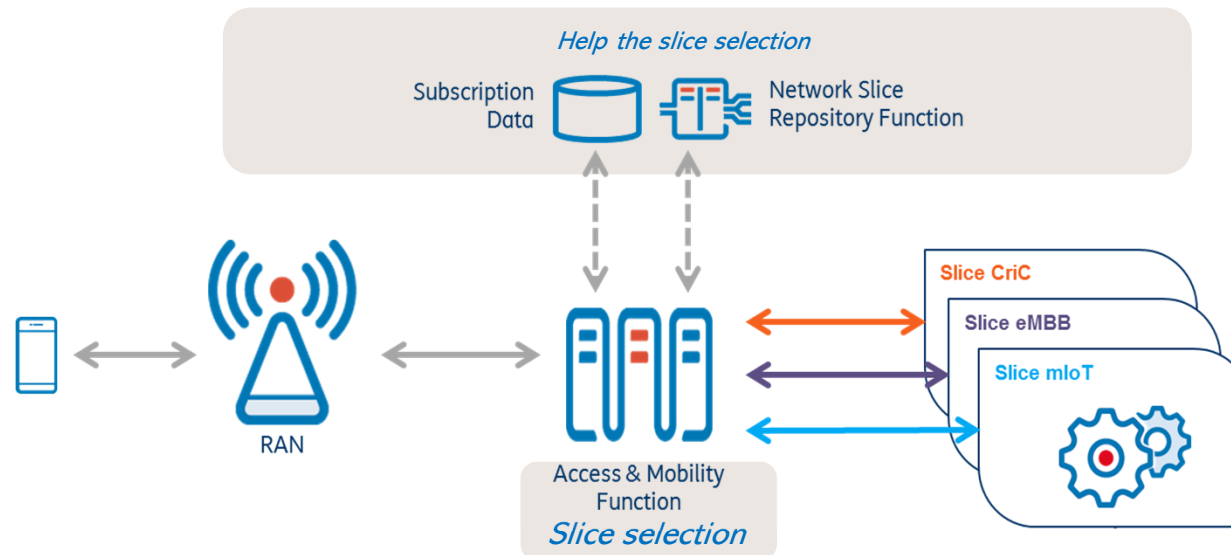 Help the slice selection
Subscription
Data
Network Slice
Repository Function
Slice CriC
Slice eMBB
Slice mIoT
RAN
Access & Mobility
Function
Slice selection